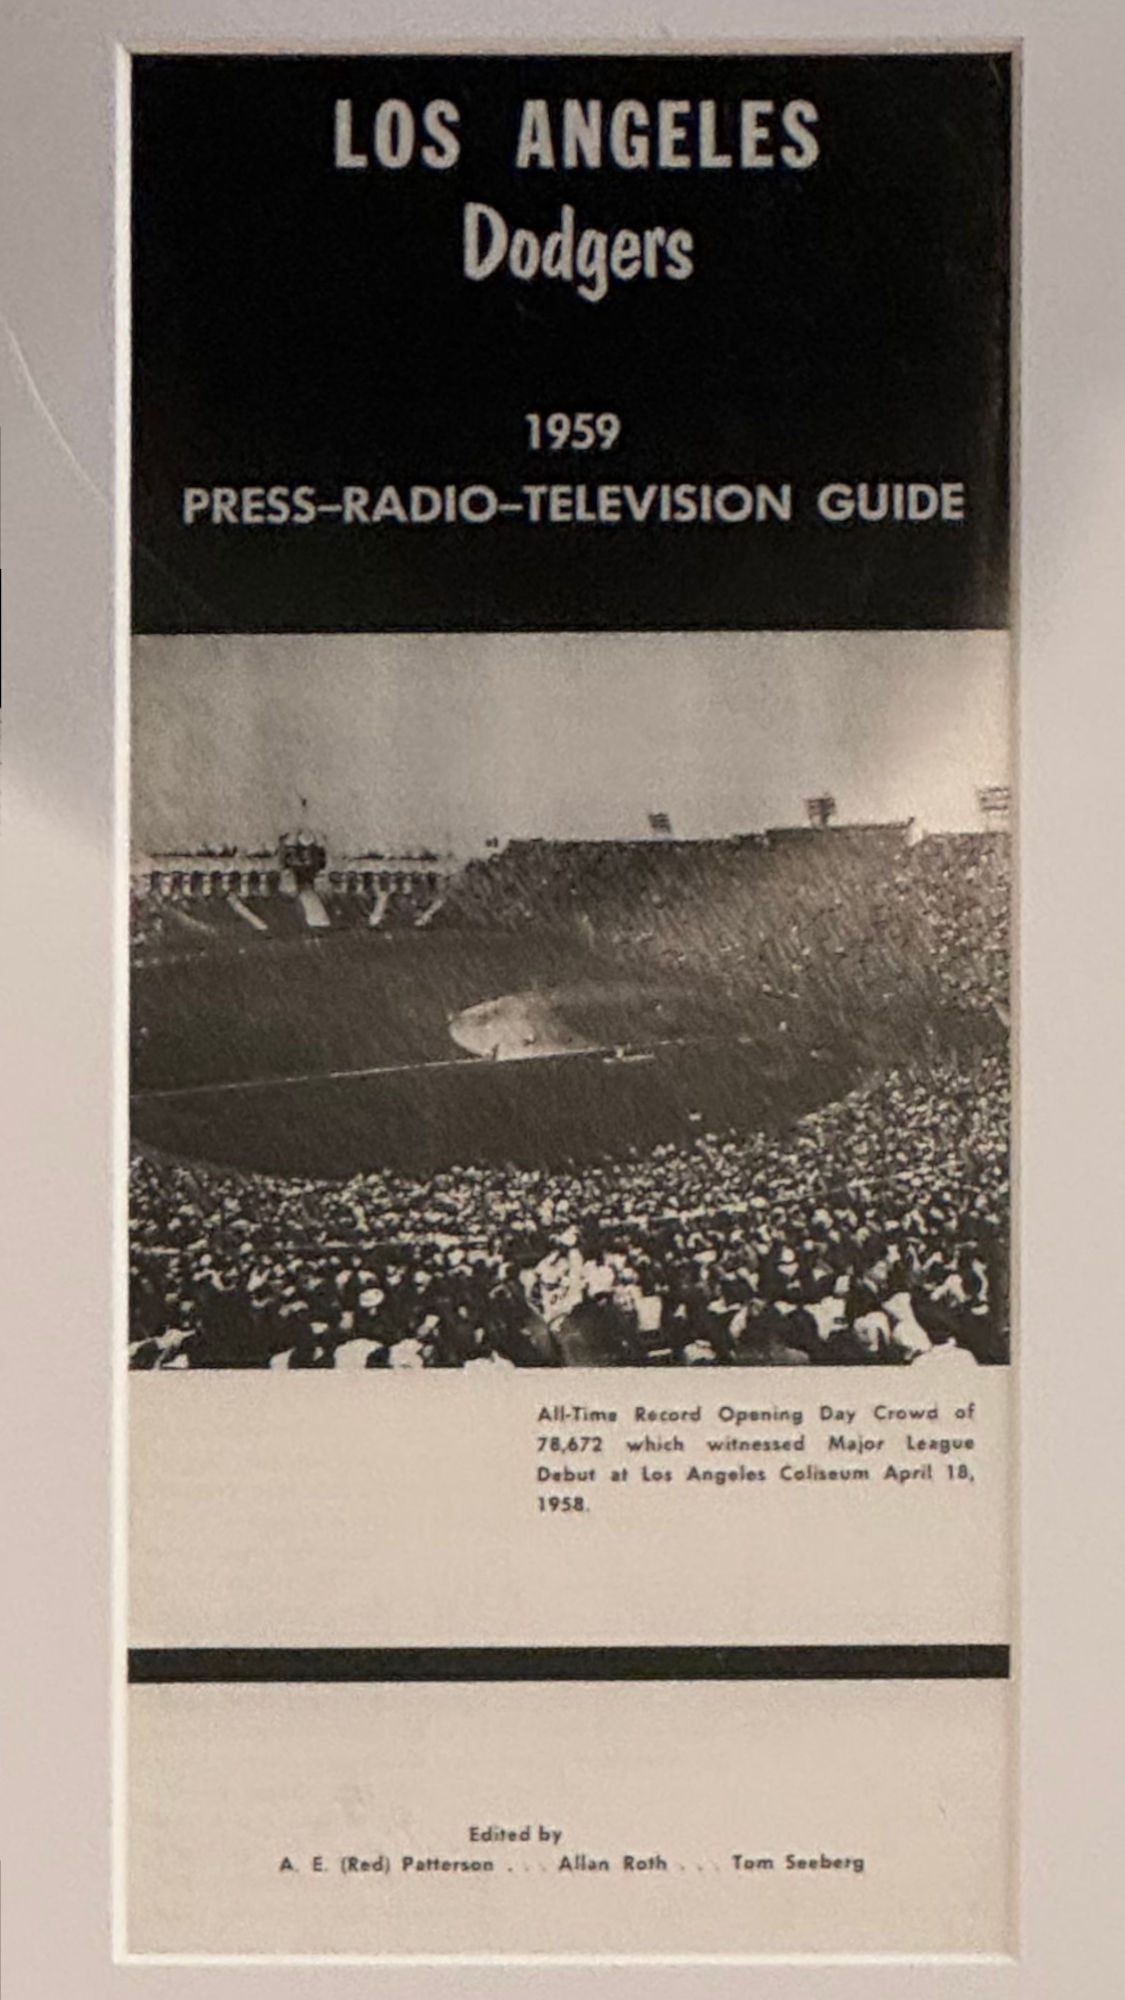 LOS ANGELES
Dodgers
1959
PRESS–RADIO–TELEVISION GUIDE
All-Time Record Opening Day Crowd of
78,672 which witnessed Major League
Debut at Los Angeles Coliseum April 18,
1958.
Edited by
A. E. (Red) Patterson . . . Allan Roth . . . Tom Seeberg